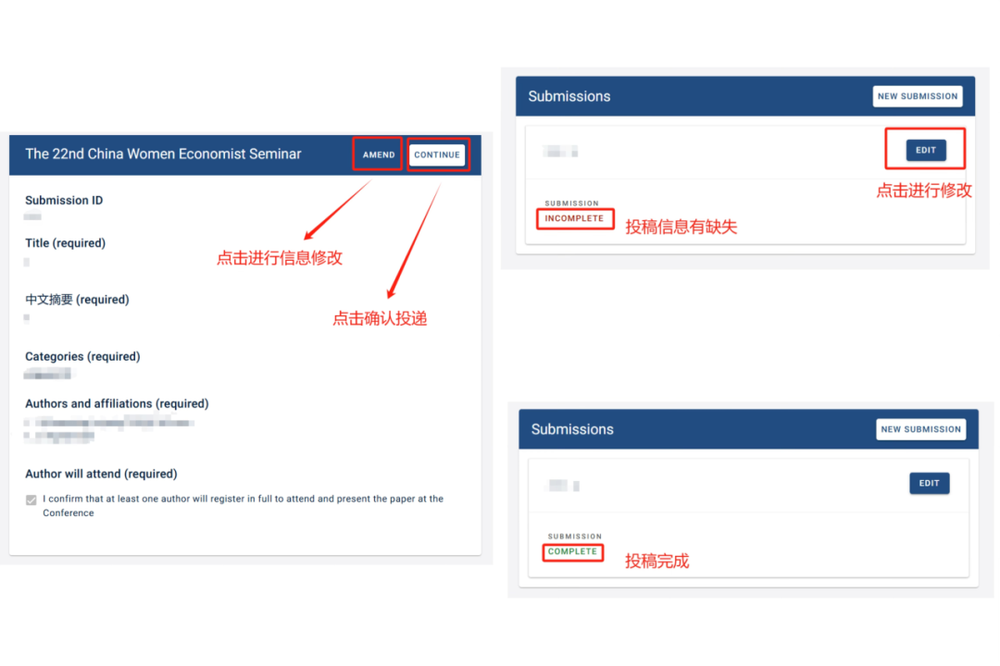 The 22nd China Women Economist Seminar
AMEND
CONTINUE
Submission ID
Title (required)
点击进行信息修改
中文摘要 (required)
点击确认投递
Categories (required)
Authors and affiliations (required)
Author will attend (required)
I confirm that at least one author will register in full to attend and present the paper at the
Conference
Submissions
NEW SUBMISSION
EDIT
点击进行修改
SUBMISSION
INCOMPLETE
投稿信息有缺失
Submissions
NEW SUBMISSION
EDIT
SUBMISSION
COMPLETE
投稿完成